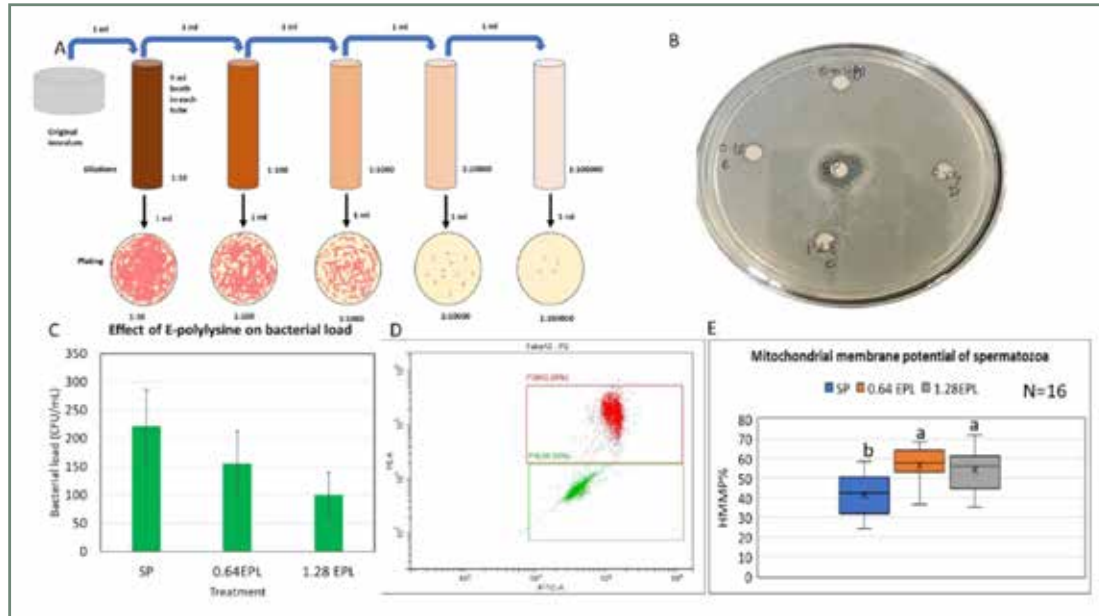 A
1 ml
1 ml
1 ml
1 ml
1 ml
9 ml
broth
in each
tube
Original
inoculum
Dilutions
1:10
1:100
1:1000
1:10000
1:100000
1 ml
1 ml
1 ml
1 ml
1 ml
Plating
1:10
1:100
1:1000
1:10000
1:100000
B
C
Effect of E-polylysine on bacterial load
Bacterial load (CFU/mL)
350
300
250
200
150
100
50
0
SP
0.64EPL
1.28 EPL
Treatment
D
E
Mitochondrial membrane potential of spermatozoa
SP
0.64 EPL
1.28EPL
N=16
HMMP%
80
70
60
50
40
30
20
10
0
b
a
a